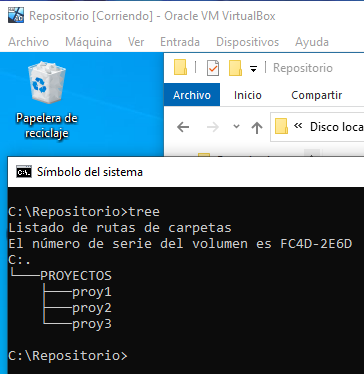 Repositorio [Corriendo] - Oracle VM VirtualBox
Archivo Máquina Ver Entrada Dispositivos Ayuda
Papelera de
reciclaje
Repositorio
Archivo Inicio Compartir
« Disco loca
Símbolo del sistema
C:\Repositorio>tree
Listado de rutas de carpetas
El número de serie del volumen es FC4D-2E6D
C:.
└───PROYECTOS
    ├───proy1
    ├───proy2
    └───proy3
C:\Repositorio>